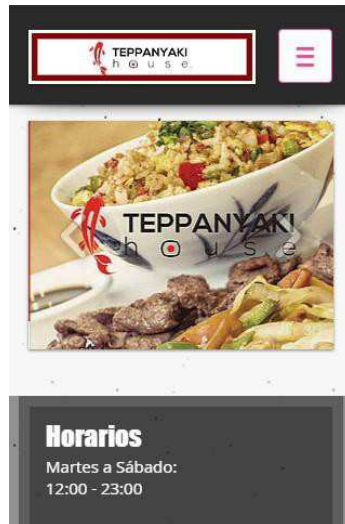 TEPPANYAKI
house
TEPPANYAKI
house
Horarios
Martes a Sábado:
12:00 - 23:00